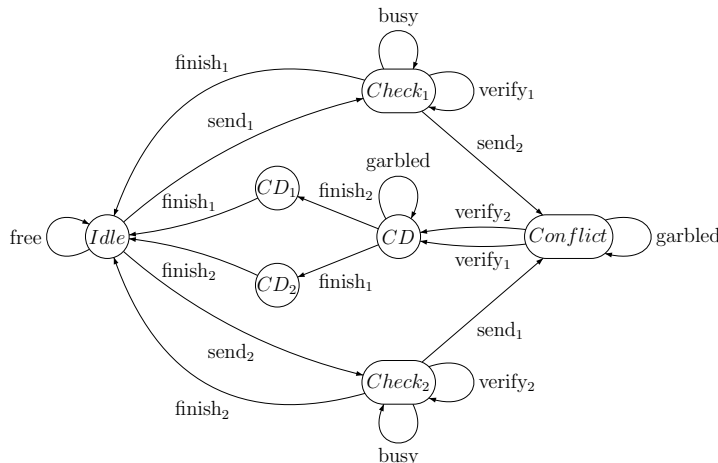 busy
finish₁
Check₁
verify₁
send₁
send₂
garbled
CD₁
finish₂
finish₁
verify₂
free
Idle
CD
Conflict
garbled
verify₁
finish₂
CD₂
finish₁
send₁
send₂
Check₂
verify₂
finish₂
busy